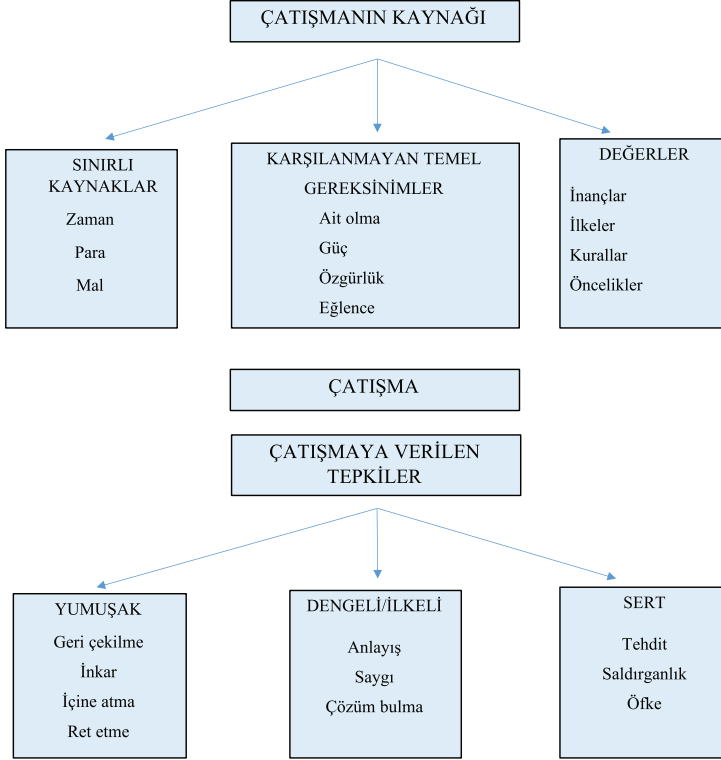 ÇATIŞMANIN KAYNAĞI
SINIRLI
KAYNAKLAR
Zaman
Para
Mal
KARŞILANMAYAN TEMEL
GEREKSİNİMLER
Ait olma
Güç
Özgürlük
Eğlence
DEĞERLER
İnançlar
İlkeler
Kurallar
Öncelikler
ÇATIŞMA
ÇATIŞMAYA VERİLEN
TEPKİLER
YUMUŞAK
Geri çekilme
İnkar
İçine atma
Ret etme
DENGELİ/İLKELİ
Anlayış
Saygı
Çözüm bulma
SERT
Tehdit
Saldırganlık
Öfke